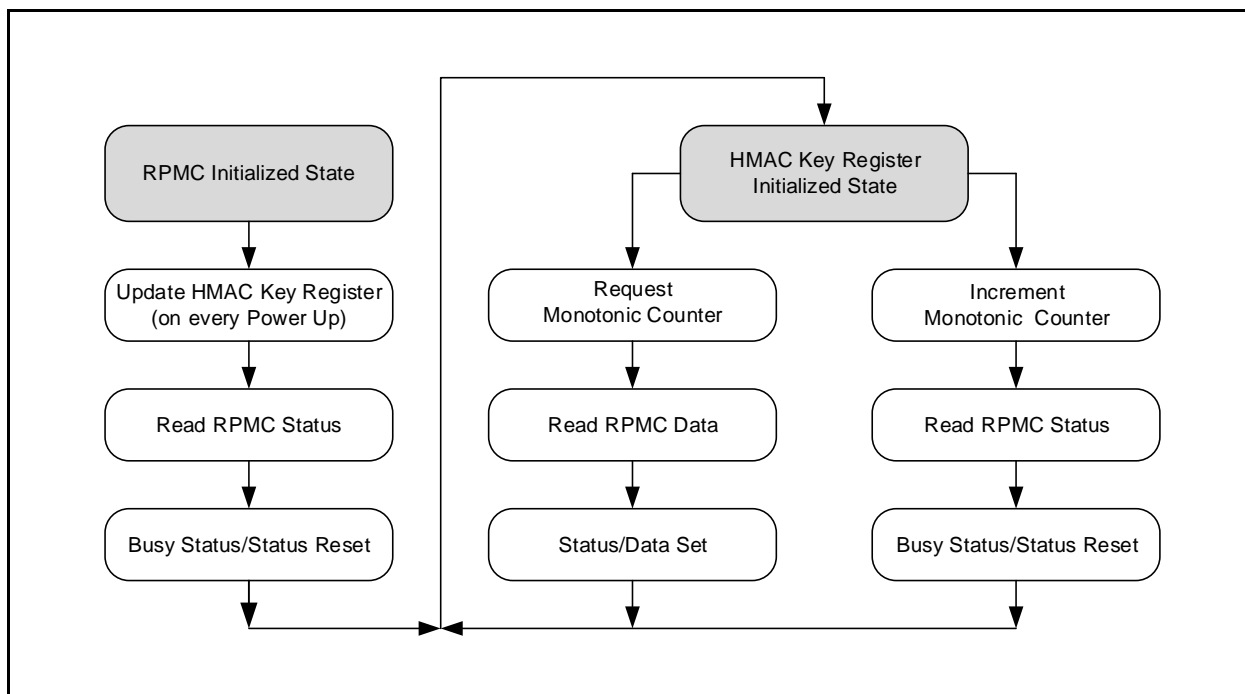 RPMC Initialized State
Update HMAC Key Register
(on every Power Up)
Read RPMC Status
Busy Status/Status Reset
HMAC Key Register
Initialized State
Request
Monotonic Counter
Read RPMC Data
Status/Data Set
Increment
Monotonic Counter
Read RPMC Status
Busy Status/Status Reset